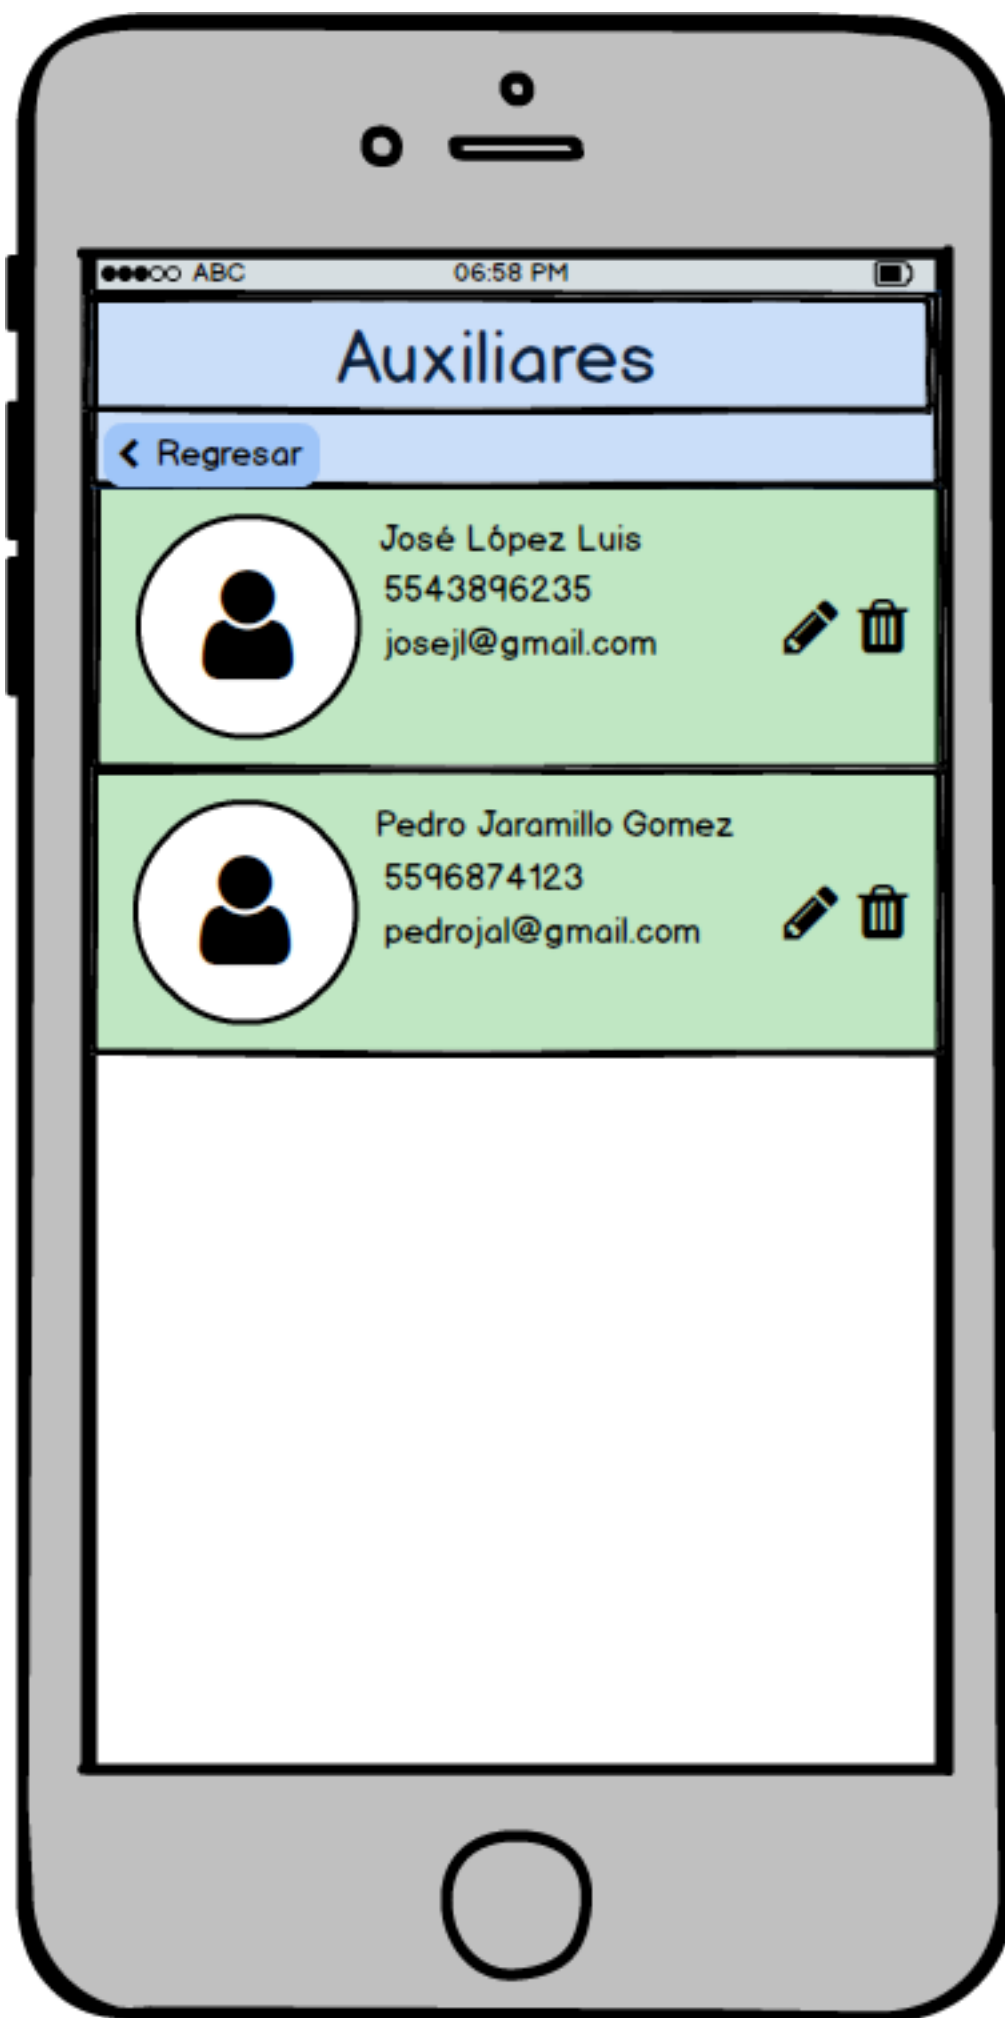 ABC 06:58 PM
Auxiliares
Regresar
José López Luis
5543896235
josejl@gmail.com
Pedro Jaramillo Gomez
5596874123
pedrojal@gmail.com